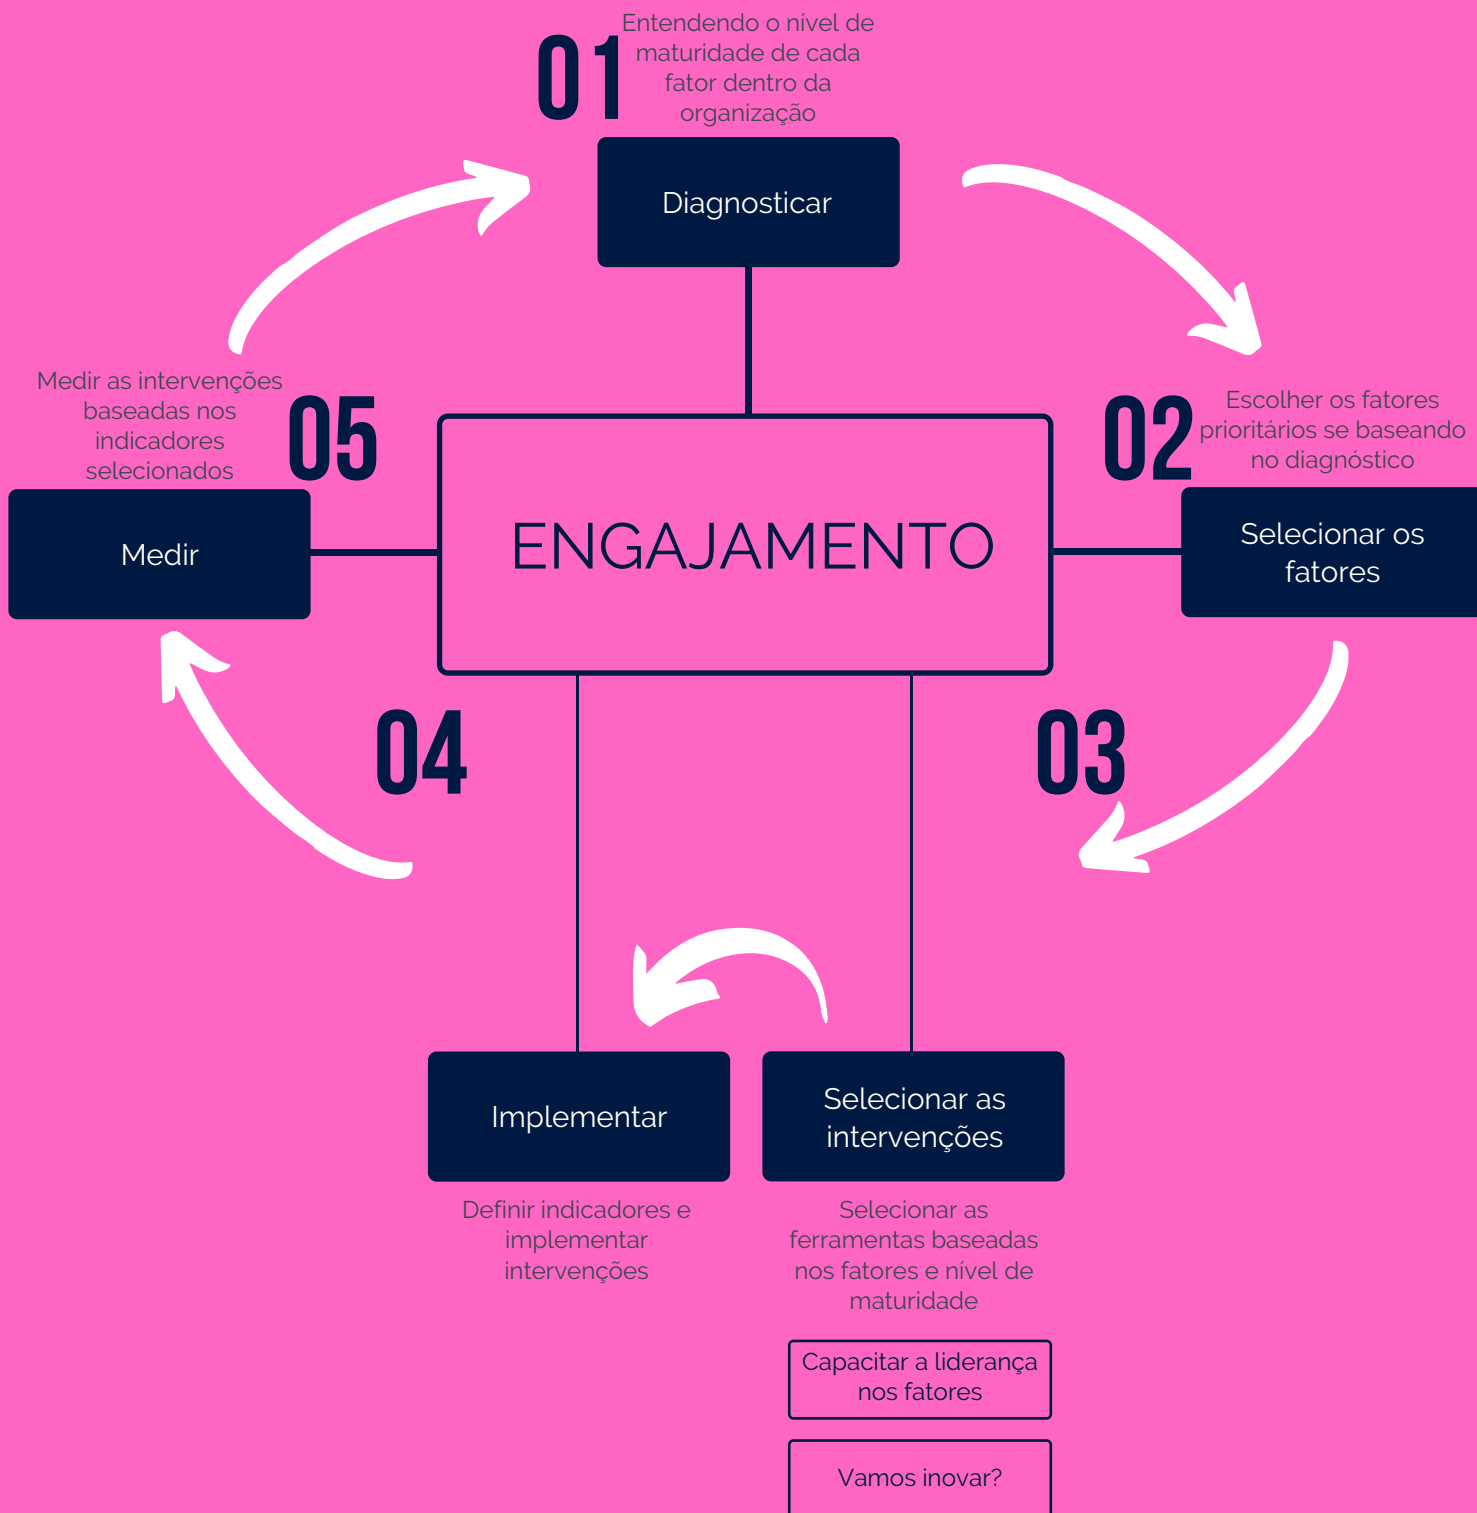 01
Entendendo o nível de
maturidade de cada
fator dentro da
organização
Diagnosticar
02
Escolher os fatores
prioritários se baseando
no diagnóstico
Selecionar os
fatores
Medir as intervenções
baseadas nos
indicadores
selecionados
05
Medir
ENGAJAMENTO
04
03
Implementar
Definir indicadores e
implementar
intervenções
Selecionar as
intervenções
Selecionar as
ferramentas baseadas
nos fatores e nível de
maturidade
Capacitar a liderança
nos fatores
Vamos inovar?